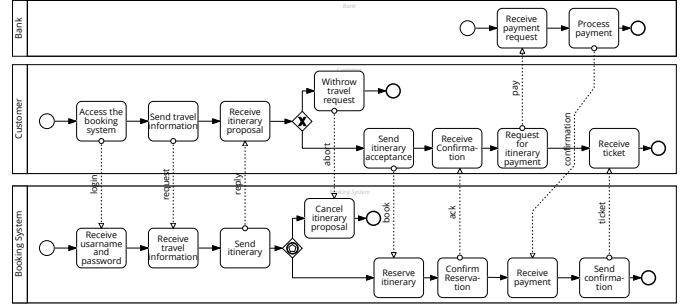 Bank
Bank
Receive
payment
request
Process
payment
Customer
Withrow
travel
request
Access the
booking
system
Send travel
information
Receive
itinerary
proposal
pay
Send
itinerary
acceptance
Receive
Confirma-
tion
Request
for
itinerary
payment
confirmation
Receive
ticket
abort
login
request
reply
Booking System
Booking System
Cancel
itinerary
proposal
book
ack
ticket
Receive
usarname
and
password
Receive
travel
information
Send
itinerary
Reserve
itinerary
Confirm
Reserva-
tion
Receive
payment
Send
confirma-
tion